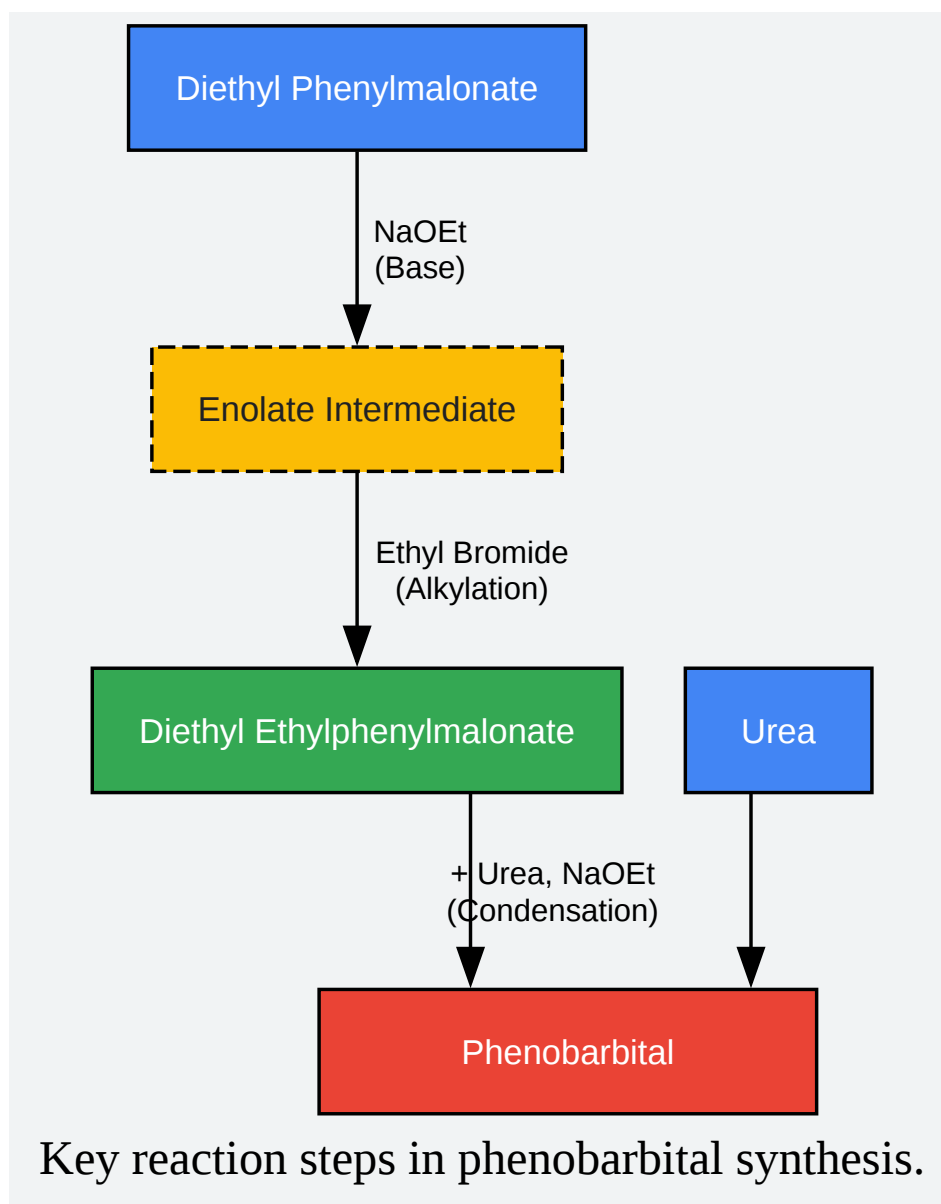 Diethyl Phenylmalonate
NaOEt
(Base)
Enolate Intermediate
Ethyl Bromide
(Alkylation)
Diethyl Ethylphenylmalonate
Urea
+ Urea, NaOEt
(Condensation)
Phenobarbital
Key reaction steps in phenobarbital synthesis.